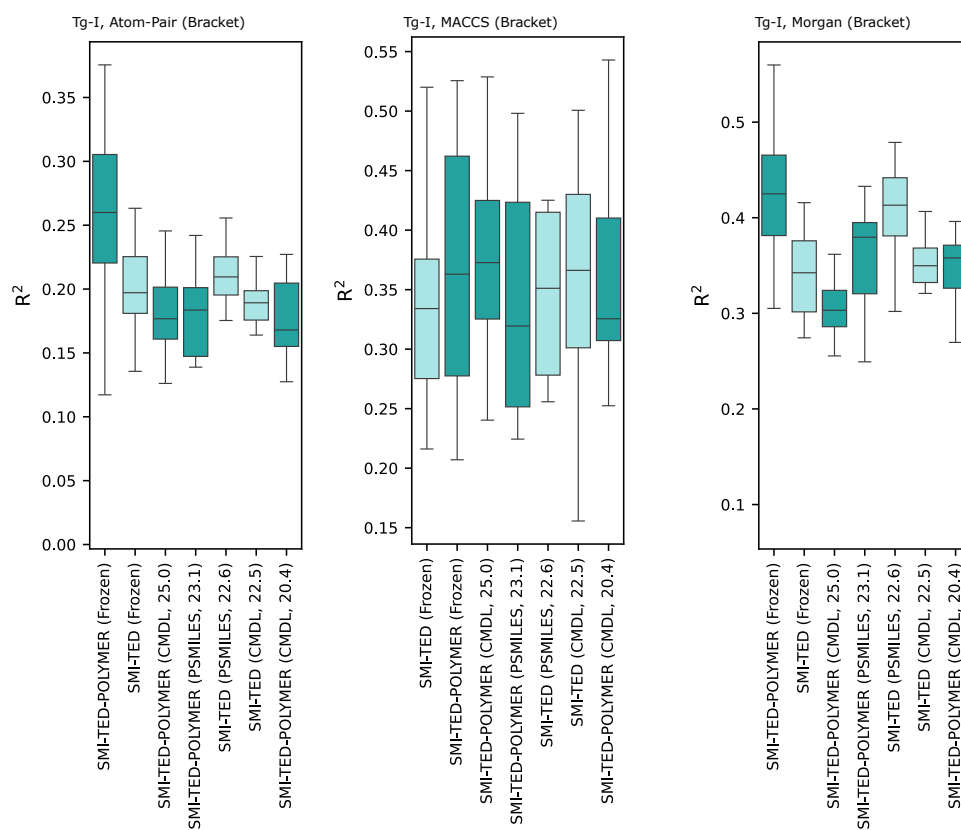 Tg-I, Atom-Pair (Bracket)
R²
0.35
0.30
0.25
0.20
0.15
0.10
0.05
0.00
SMI-TED-POLYMER (Frozen)
SMI-TED (Frozen)
SMI-TED-POLYMER (CMDL, 25.0)
SMI-TED-POLYMER (PSMILES, 23.1)
SMI-TED (PSMILES, 22.6)
SMI-TED (CMDL, 22.5)
SMI-TED-POLYMER (CMDL, 20.4)
Tg-I, MACCS (Bracket)
R²
0.55
0.50
0.45
0.40
0.35
0.30
0.25
0.20
0.15
SMI-TED (Frozen)
SMI-TED-POLYMER (Frozen)
SMI-TED-POLYMER (CMDL, 25.0)
SMI-TED-POLYMER (PSMILES, 23.1)
SMI-TED (PSMILES, 22.6)
SMI-TED (CMDL, 22.5)
SMI-TED-POLYMER (CMDL, 20.4)
Tg-I, Morgan (Bracket)
R²
0.5
0.4
0.3
0.2
0.1
SMI-TED-POLYMER (Frozen)
SMI-TED (Frozen)
SMI-TED-POLYMER (CMDL, 25.0)
SMI-TED-POLYMER (PSMILES, 23.1)
SMI-TED (PSMILES, 22.6)
SMI-TED (CMDL, 22.5)
SMI-TED-POLYMER (CMDL, 20.4)